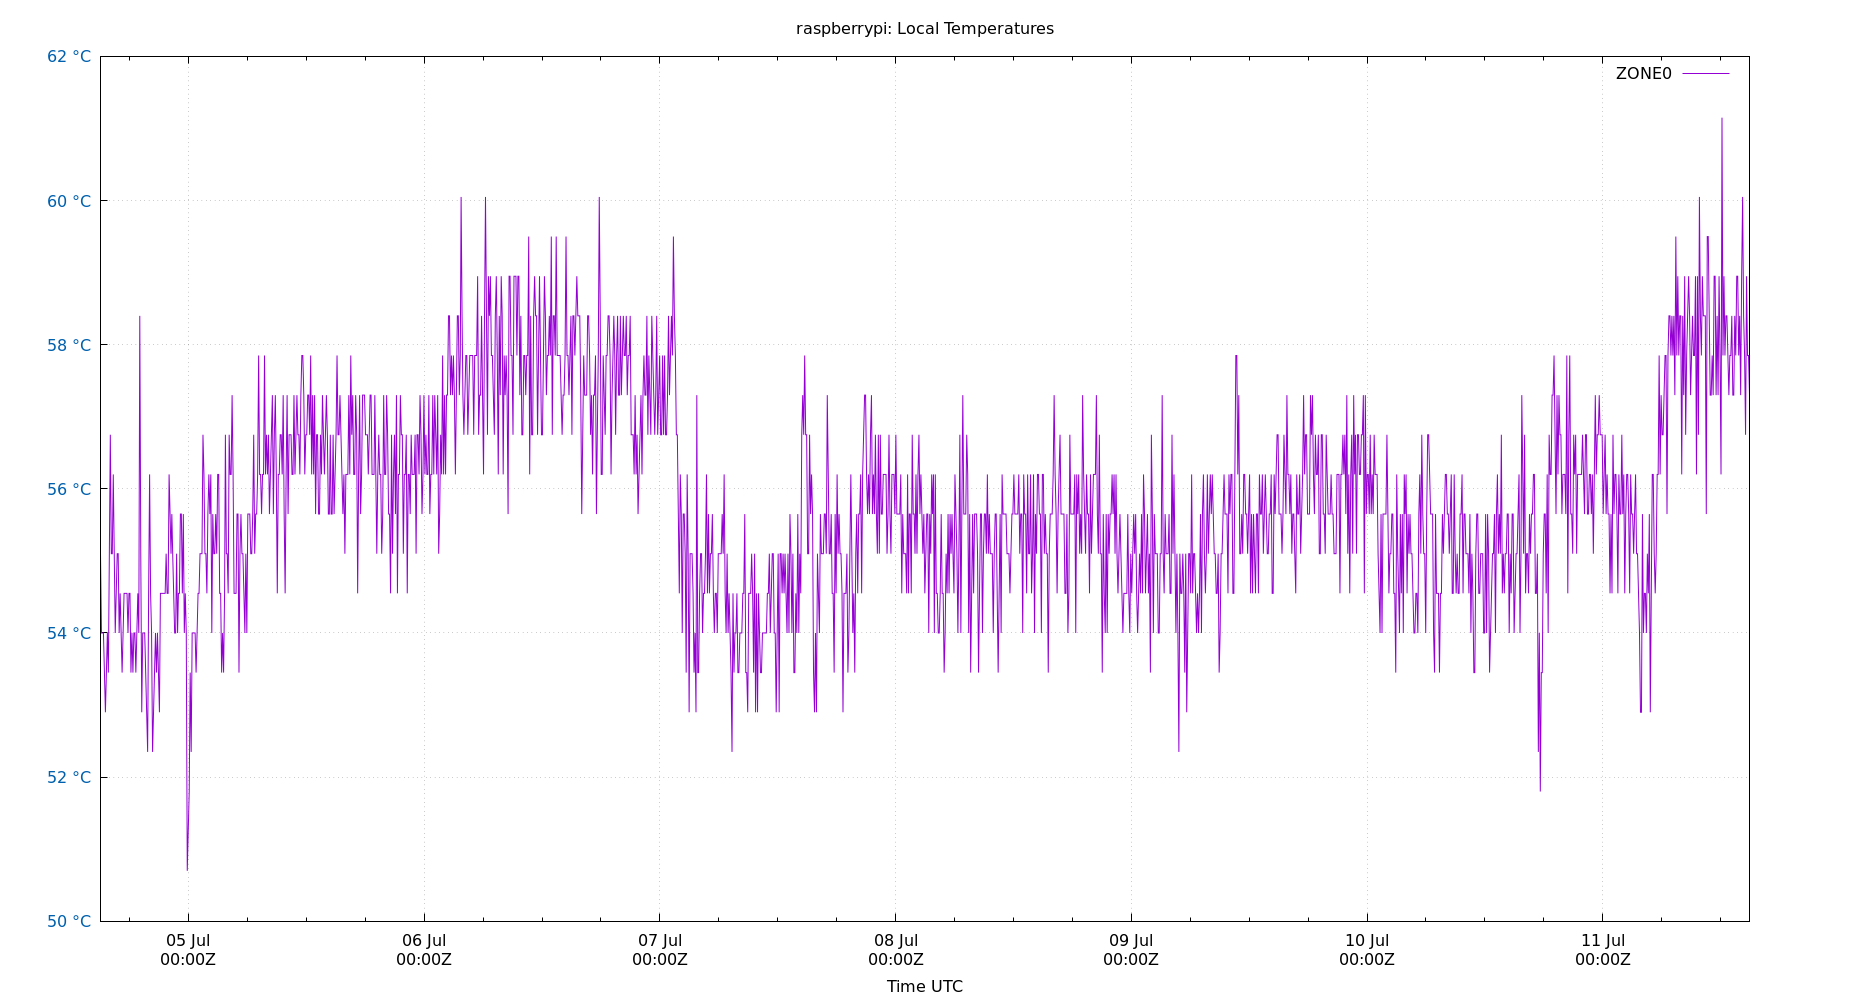 raspberrypi: Local Temperatures
62 °C
ZONE0
60 °C
58 °C
56 °C
54 °C
52 °C
50 °C
05 Jul 06 Jul 07 Jul 08 Jul 09 Jul 10 Jul 11 Jul
00:00Z 00:00Z 00:00Z 00:00Z 00:00Z 00:00Z 00:00Z
Time UTC